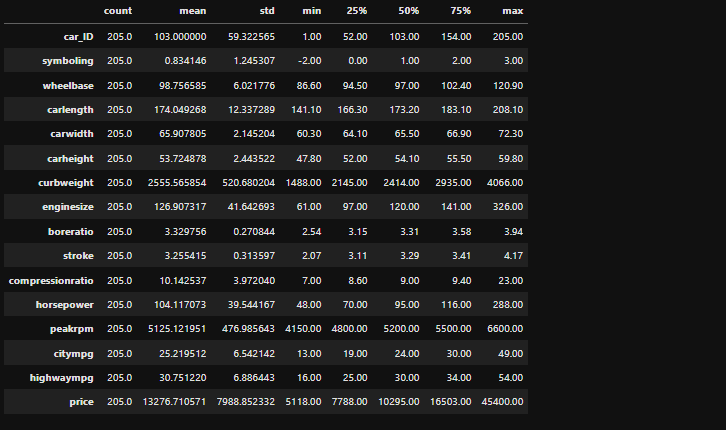 count mean std min 25% 50% 75% max
car_ID 205.0 103.000000 59.322565 1.00 52.00 103.00 154.00 205.00
symboling 205.0 0.834146 1.245307 -2.00 0.00 1.00 2.00 3.00
wheelbase 205.0 98.756585 6.021776 86.60 94.50 97.00 102.40 120.90
carlength 205.0 174.049268 12.337289 141.10 166.30 173.20 183.10 208.10
carwidth 205.0 65.907805 2.145204 60.30 64.10 65.50 66.90 72.30
carheight 205.0 53.724878 2.443522 47.80 52.00 54.10 55.50 59.80
curbweight 205.0 2555.565854 520.680204 1488.00 2145.00 2414.00 2935.00 4066.00
enginesize 205.0 126.907317 41.642693 61.00 97.00 120.00 141.00 326.00
boreratio 205.0 3.329756 0.270844 2.54 3.15 3.31 3.58 3.94
stroke 205.0 3.255415 0.313597 2.07 3.11 3.29 3.41 4.17
compressionratio 205.0 10.142537 3.972040 7.00 8.60 9.00 9.40 23.00
horsepower 205.0 104.117073 39.544167 48.00 70.00 95.00 116.00 288.00
peakrpm 205.0 5125.121951 476.985643 4150.00 4800.00 5200.00 5500.00 6600.00
citympg 205.0 25.219512 6.542142 13.00 19.00 24.00 30.00 49.00
highwaympg 205.0 30.751220 6.886443 16.00 25.00 30.00 34.00 54.00
price 205.0 13276.710571 7988.852332 5118.00 7788.00 10295.00 16503.00 45400.00